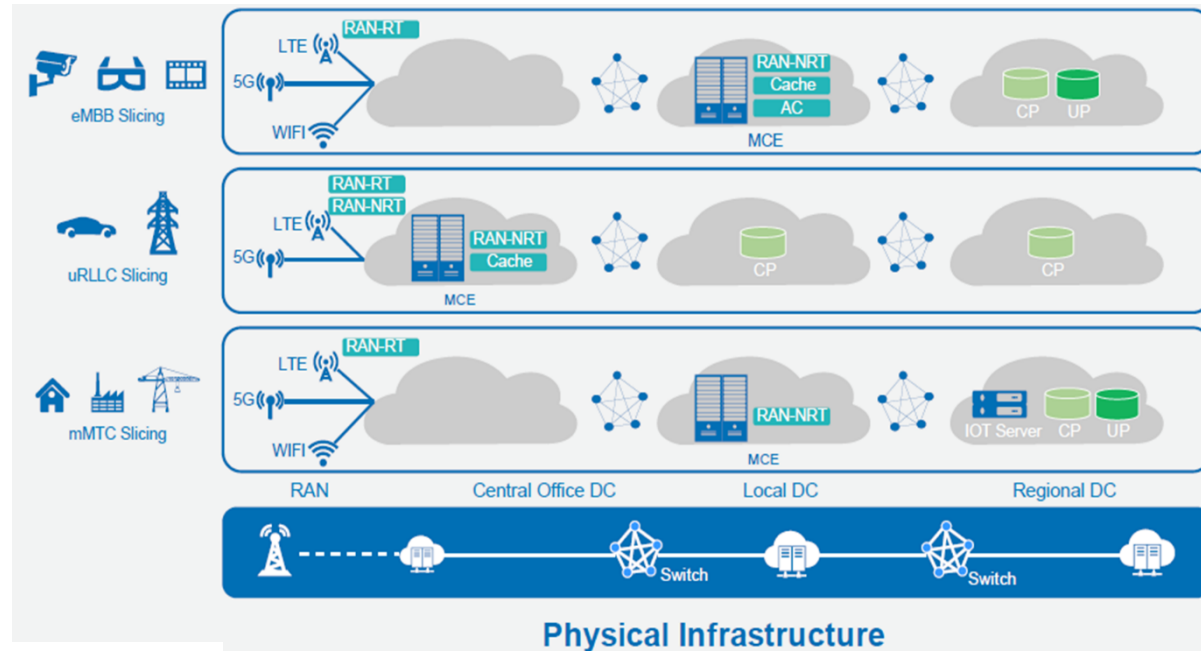 RAN-RT
LTE
5G
WIFI
RAN-NRT
Cache
AC
MCE
CP UP
eMBB Slicing
RAN-RT
RAN-NRT
LTE
5G
RAN-NRT
Cache
MCE
CP
CP
uRLLC Slicing
RAN-RT
LTE
5G
WIFI
RAN-NRT
MCE
IOT Server CP UP
mMTC Slicing
RAN Central Office DC Local DC Regional DC
Switch Switch
Physical Infrastructure